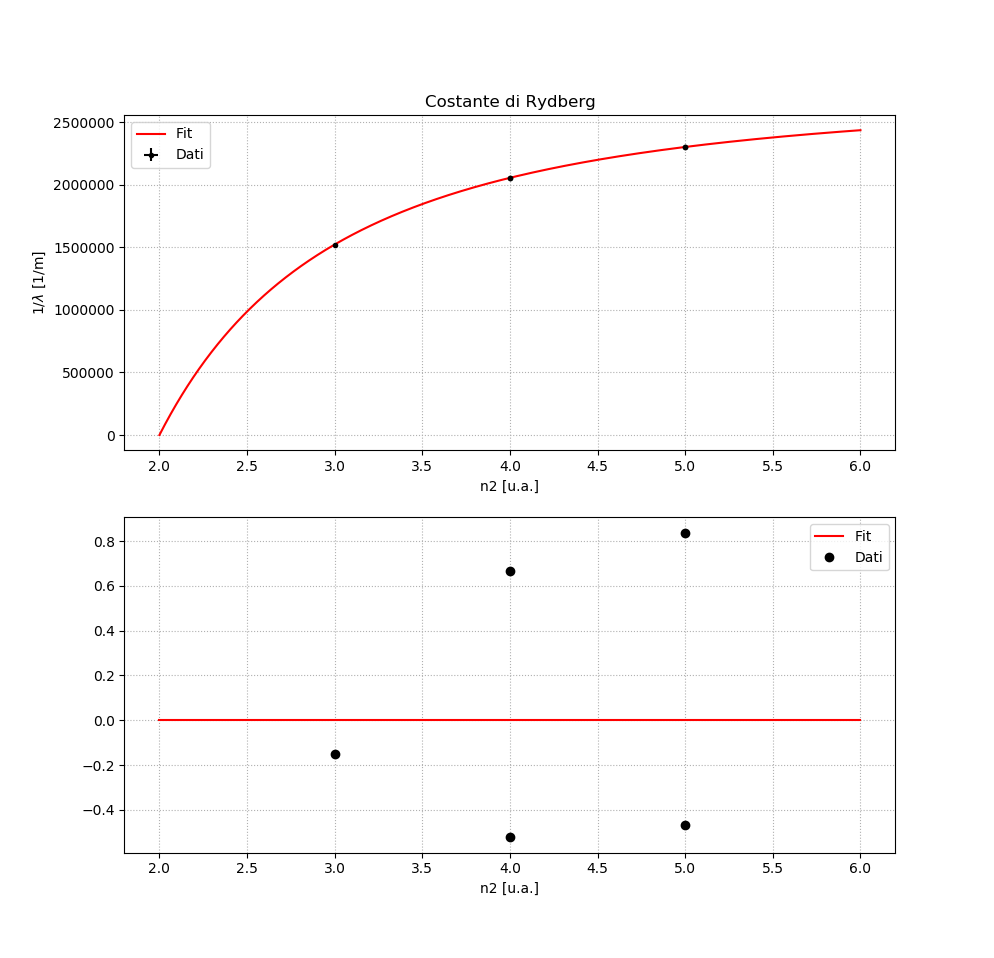 Costante di Rydberg
Fit
Dati
1/λ [1/m]
2500000
2000000
1500000
1000000
500000
0
2.0 2.5 3.0 3.5 4.0 4.5 5.0 5.5 6.0
n2 [u.a.]
Fit
Dati
0.8
0.6
0.4
0.2
0.0
−0.2
−0.4
2.0 2.5 3.0 3.5 4.0 4.5 5.0 5.5 6.0
n2 [u.a.]